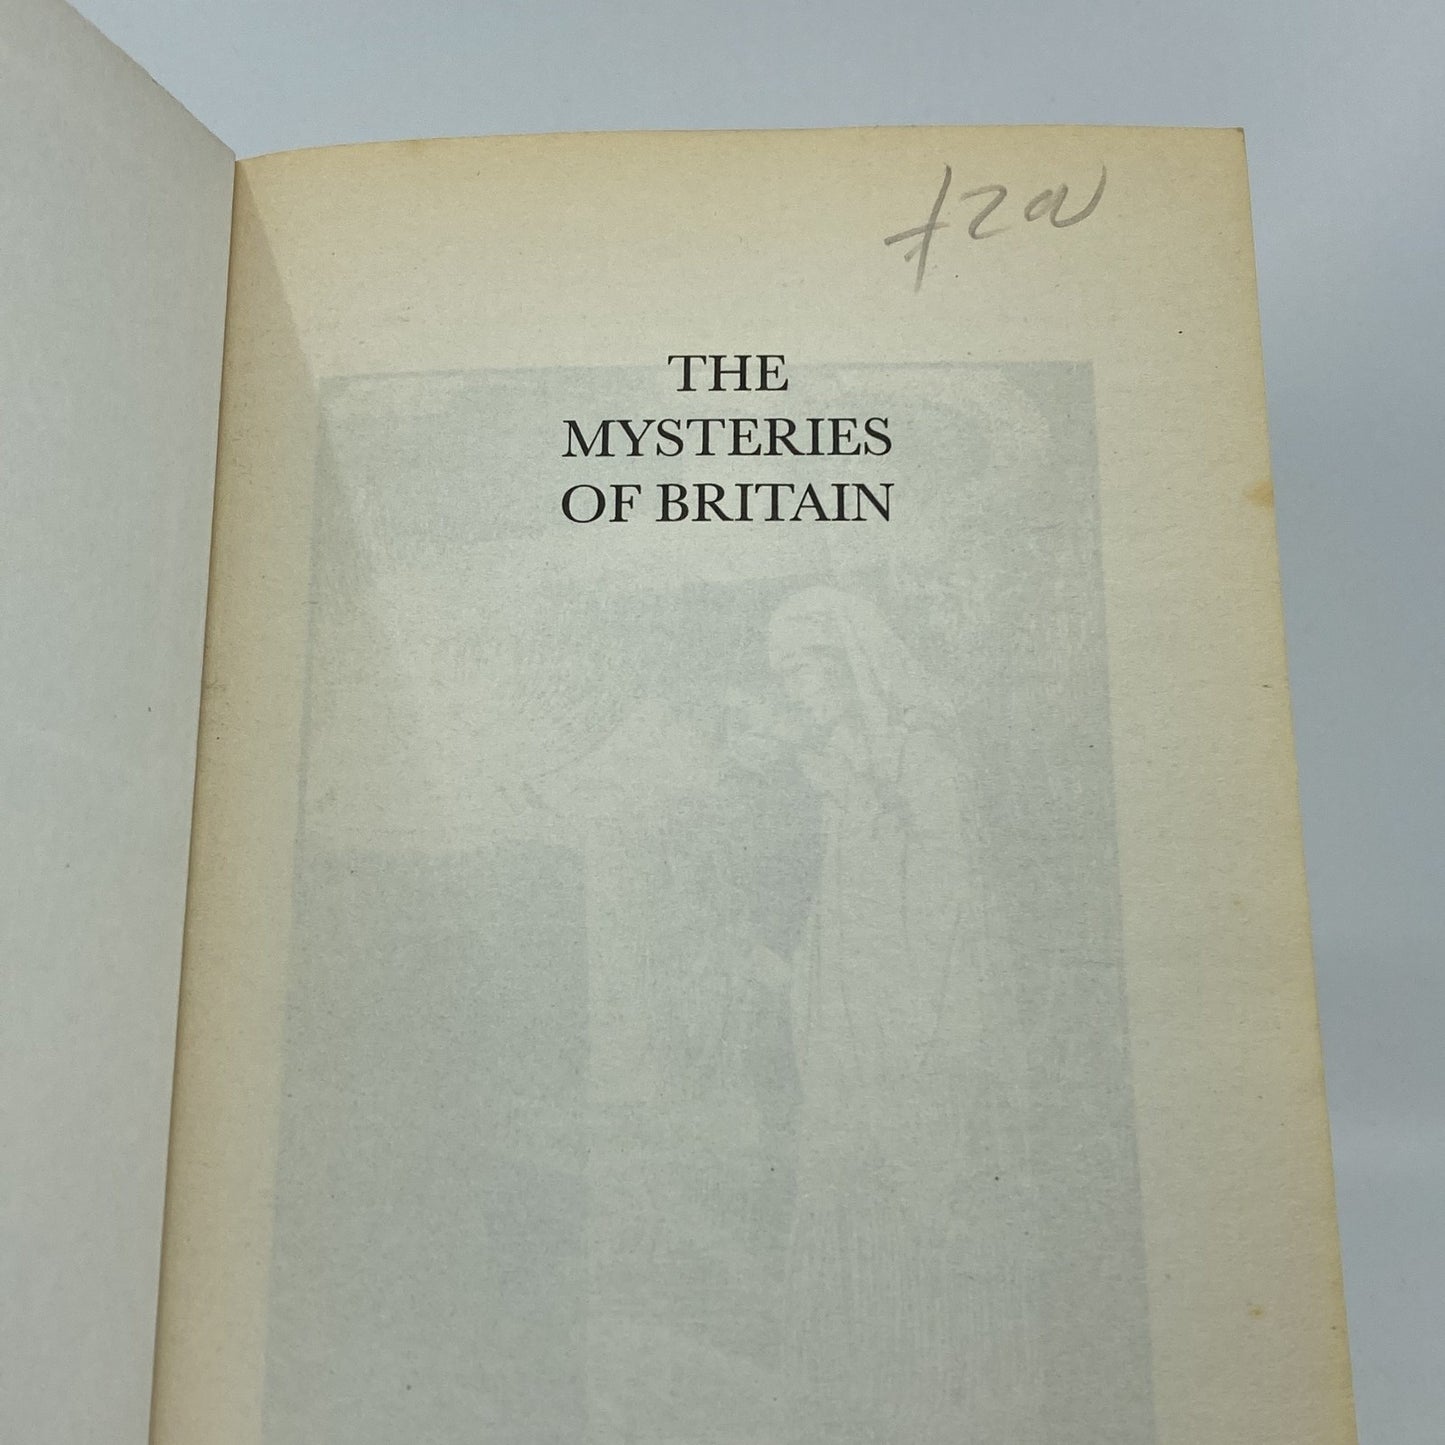 THE
MYSTERIES
OF BRITAIN